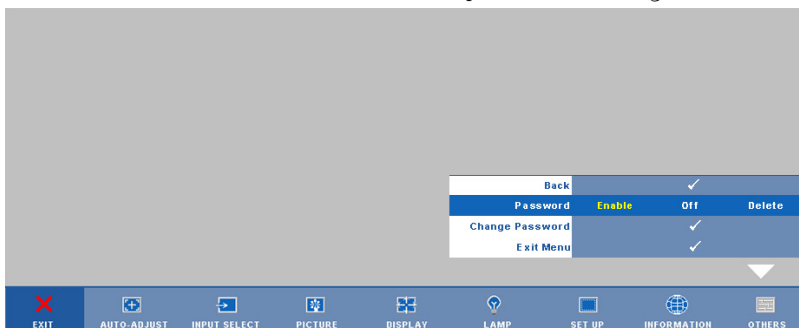 Back
Password Enable Off Delete
Change Password
Exit Menu
EXIT AUTO-ADJUST INPUT SELECT PICTURE DISPLAY LAMP SET UP INFORMATION OTHERS